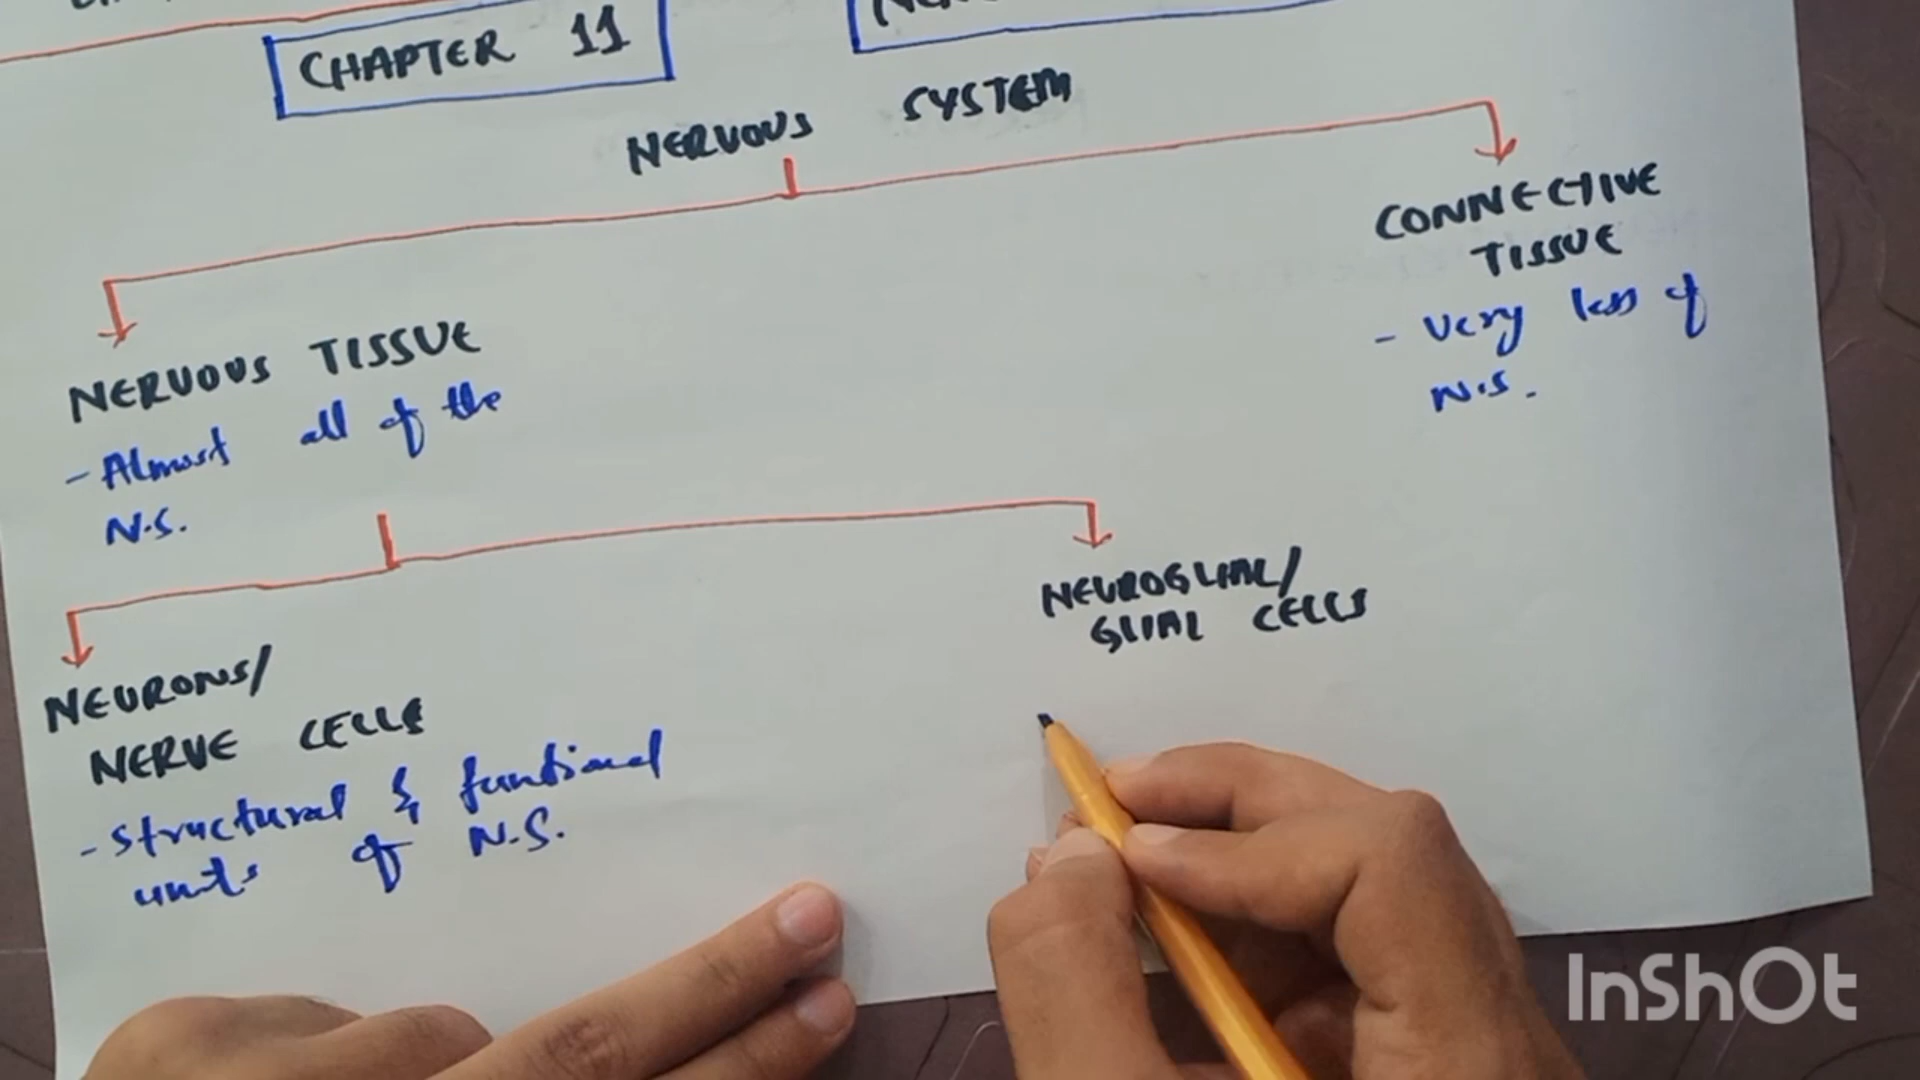 CHAPTER 11
NERVOUS SYSTEM
CONNECTIVE
TISSUE
- Very less of
N.S.
NERVOUS TISSUE
- Almost all of the
N.S.
NEUROGLIAL/
GLIAL CELLS
NEURONS/
NERVE CELLS
- Structural & functional
units of N.S.
InShOt